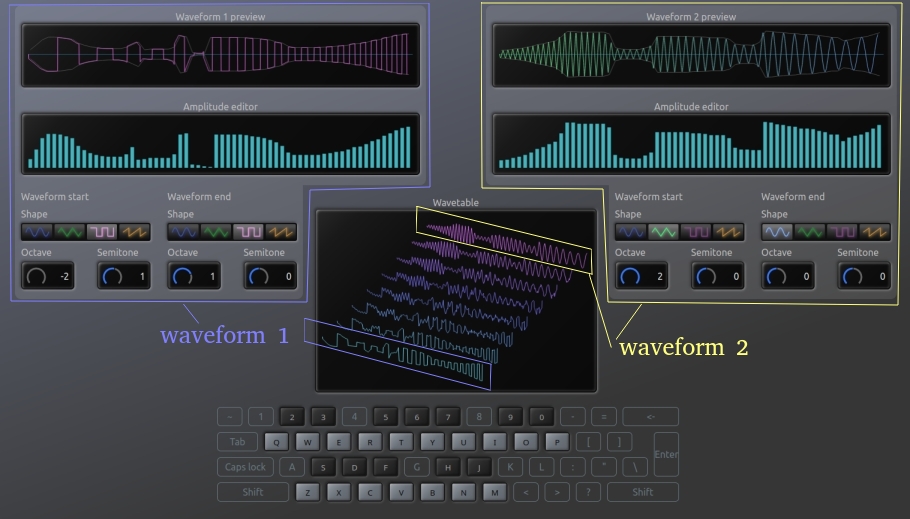 Waveform 1 preview
Waveform 2 preview
Amplitude editor
Amplitude editor
Waveform start
Waveform end
Shape
Shape
Octave
Semitone
Octave
Semitone
-2
1
1
0
Wavetable
Waveform start
Waveform end
Shape
Shape
Octave
Semitone
Octave
Semitone
2
0
0
0
waveform 1
waveform 2
~ 1 2 3 4 5 6 7 8 9 0 - = <-
Tab Q W E R T Y U I O P [ ] Enter
Caps lock A S D F G H J K L : " \
Shift Z X C V B N M < > ? Shift